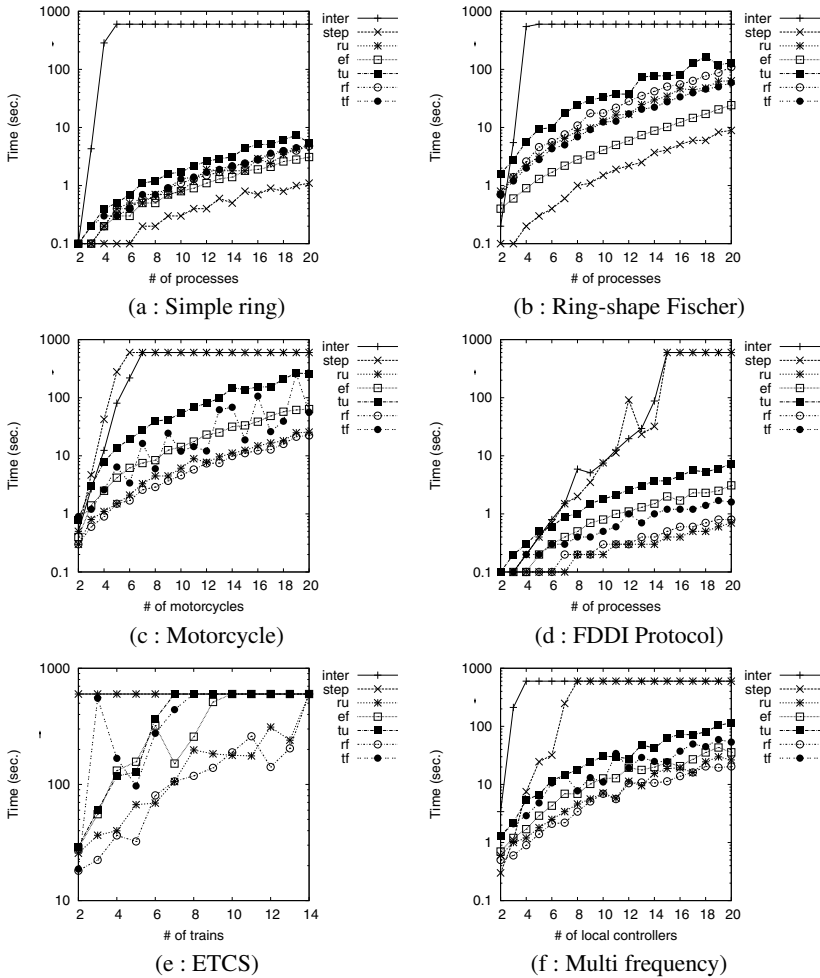 1000
100
10
1
0.1
Time (sec.)
2 4 6 8 10 12 14 16 18 20
# of processes
inter
step
ru
ef
tu
rf
tf
(a : Simple ring)
1000
100
10
1
0.1
Time (sec.)
2 4 6 8 10 12 14 16 18 20
# of processes
inter
step
ru
ef
tu
rf
tf
(b : Ring-shape Fischer)
1000
100
10
1
0.1
Time (sec.)
2 4 6 8 10 12 14 16 18 20
# of motorcycles
inter
step
ru
ef
tu
rf
tf
(c : Motorcycle)
1000
100
10
1
0.1
Time (sec.)
2 4 6 8 10 12 14 16 18 20
# of processes
inter
step
ru
ef
tu
rf
tf
(d : FDDI Protocol)
1000
100
10
Time (sec.)
2 4 6 8 10 12 14
# of trains
inter
step
ru
ef
tu
rf
tf
(e : ETCS)
1000
100
10
1
0.1
Time (sec.)
2 4 6 8 10 12 14 16 18 20
# of local controllers
inter
step
ru
ef
tu
rf
tf
(f : Multi frequency)